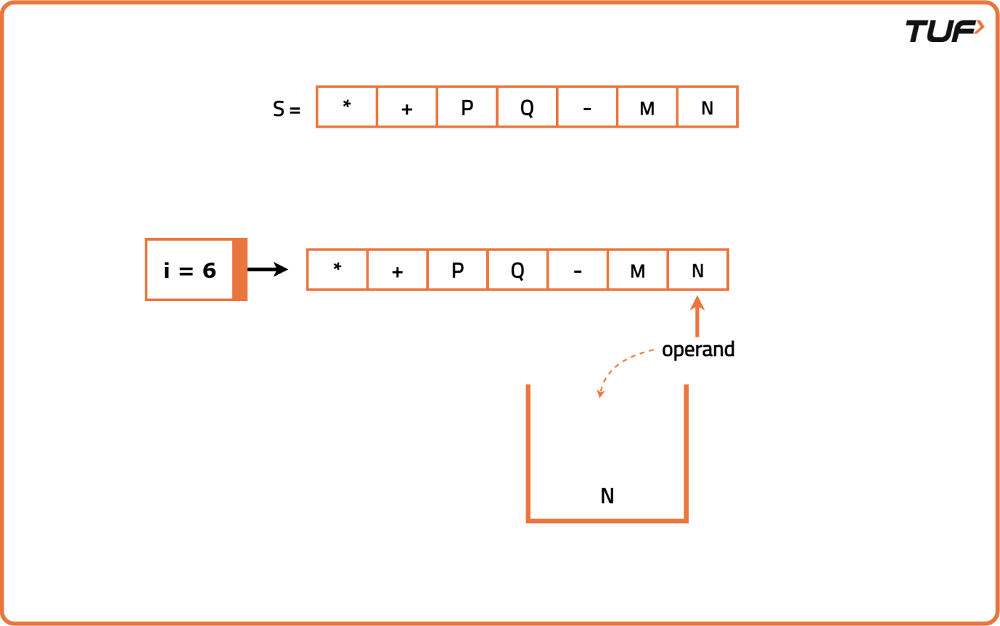 TUF
S = * + P Q - M N
i = 6 * + P Q - M N
operand
N